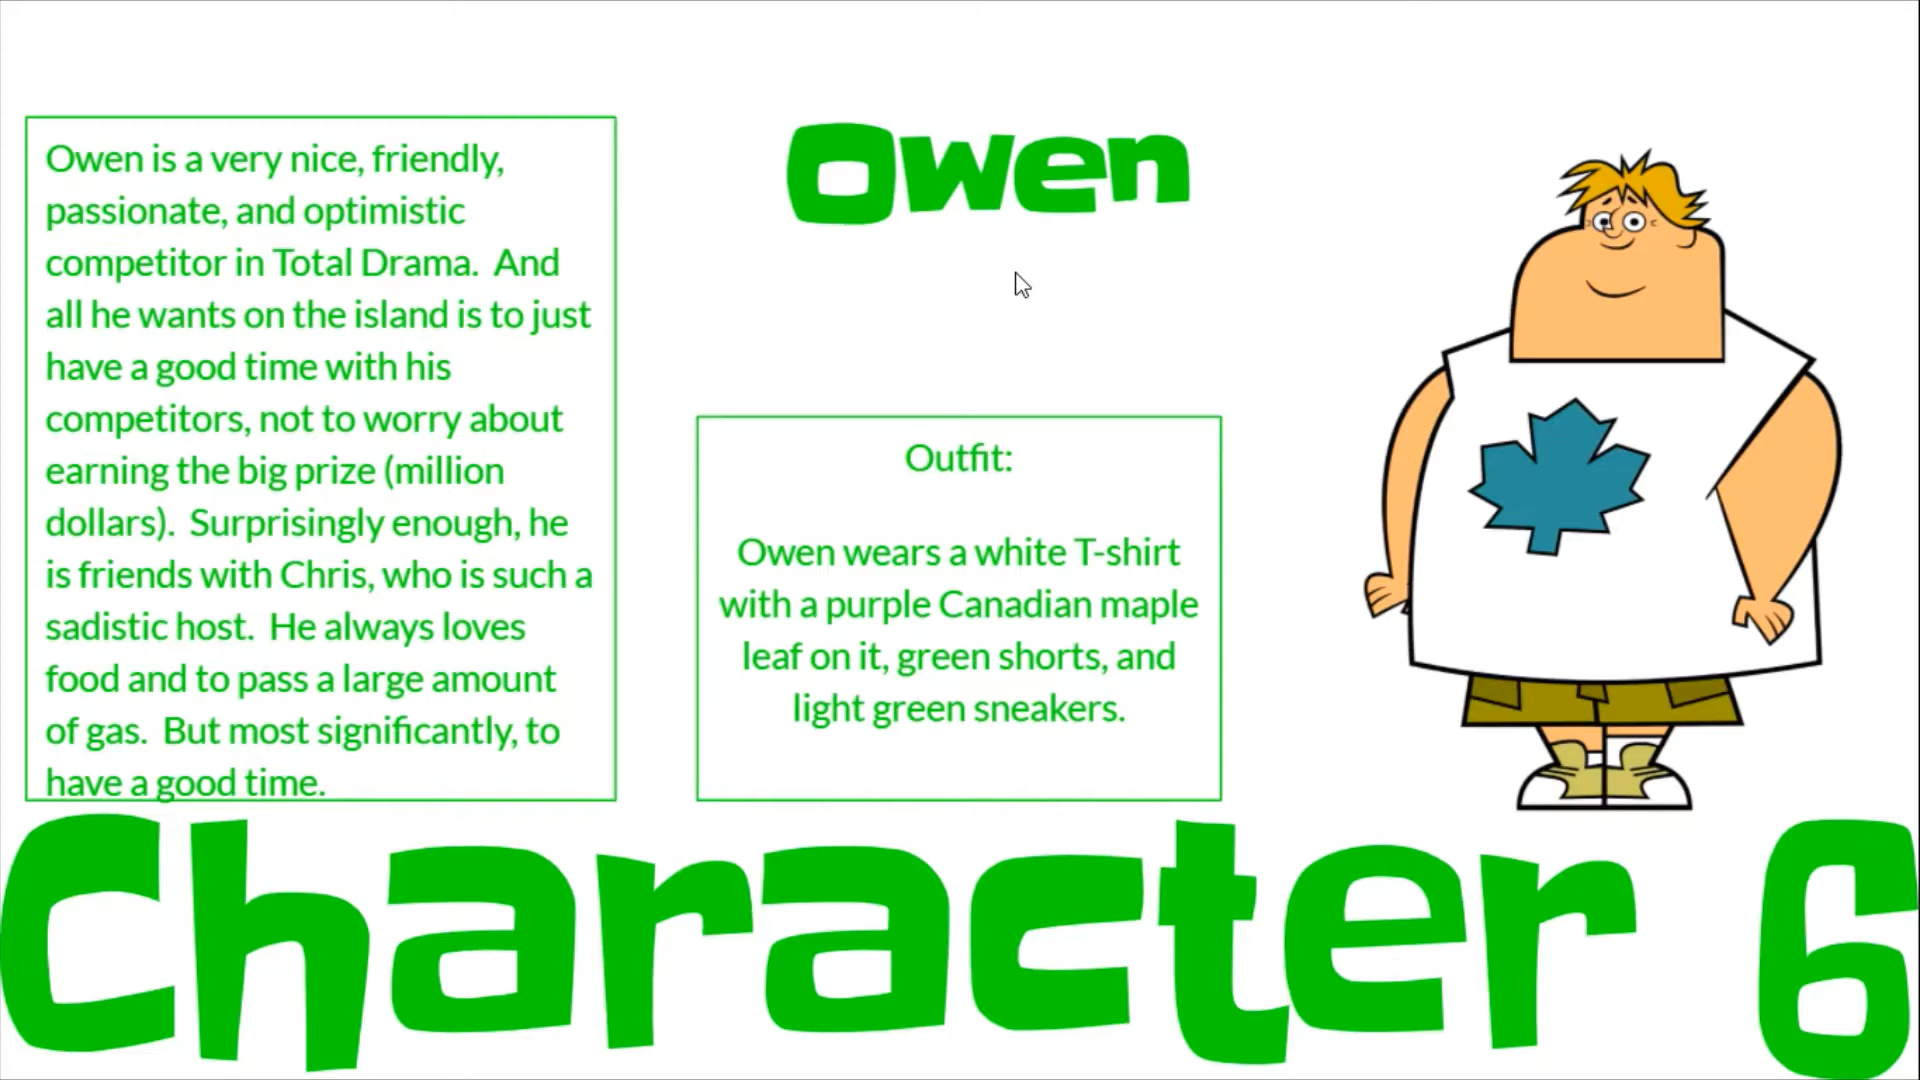 Owen
Owen is a very nice, friendly,
passionate, and optimistic
competitor in Total Drama.  And
all he wants on the island is to just
have a good time with his
competitors, not to worry about
earning the big prize (million
dollars).  Surprisingly enough, he
is friends with Chris, who is such a
sadistic host.  He always loves
food and to pass a large amount
of gas.  But most significantly, to
have a good time.
Outfit:
Owen wears a white T-shirt
with a purple Canadian maple
leaf on it, green shorts, and
light green sneakers.
Character 6